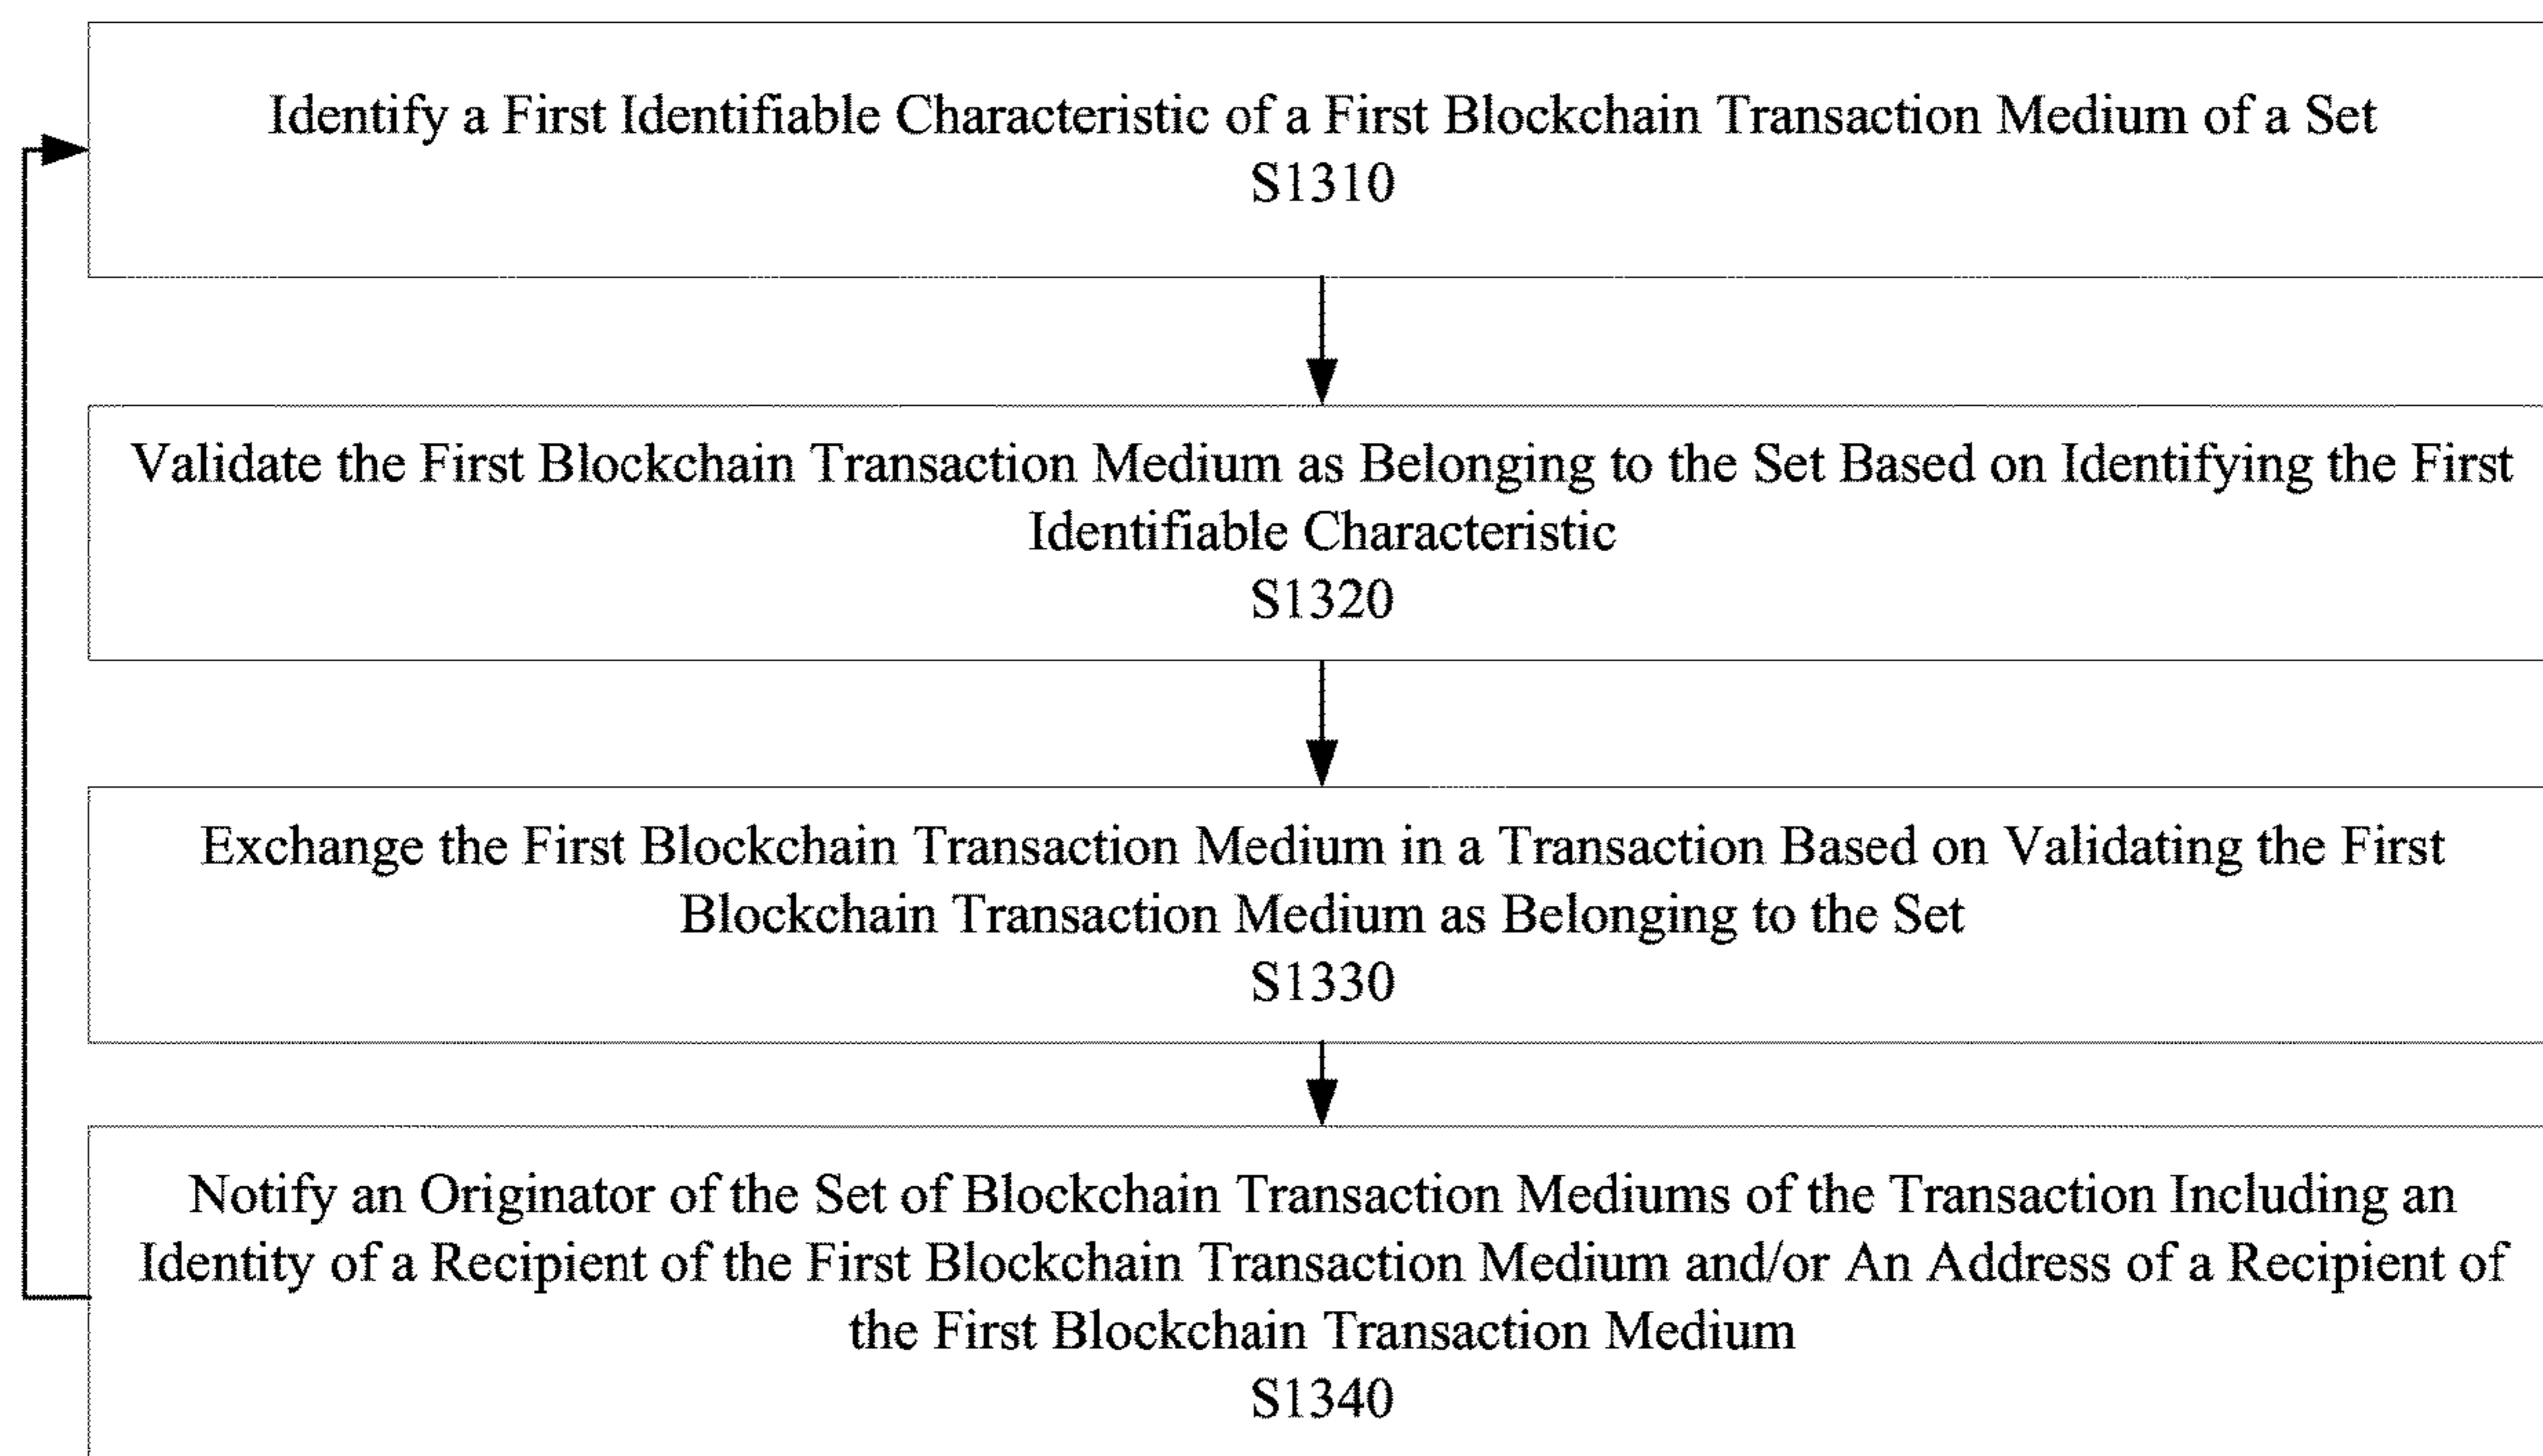 Identify a First Identifiable Characteristic of a First Blockchain Transaction Medium of a Set
S1310
Validate the First Blockchain Transaction Medium as Belonging to the Set Based on Identifying the First
Identifiable Characteristic
S1320
Exchange the First Blockchain Transaction Medium in a Transaction Based on Validating the First
Blockchain Transaction Medium as Belonging to the Set
S1330
Notify an Originator of the Set of Blockchain Transaction Mediums of the Transaction Including an
Identity of a Recipient of the First Blockchain Transaction Medium and/or An Address of a Recipient of
the First Blockchain Transaction Medium
S1340